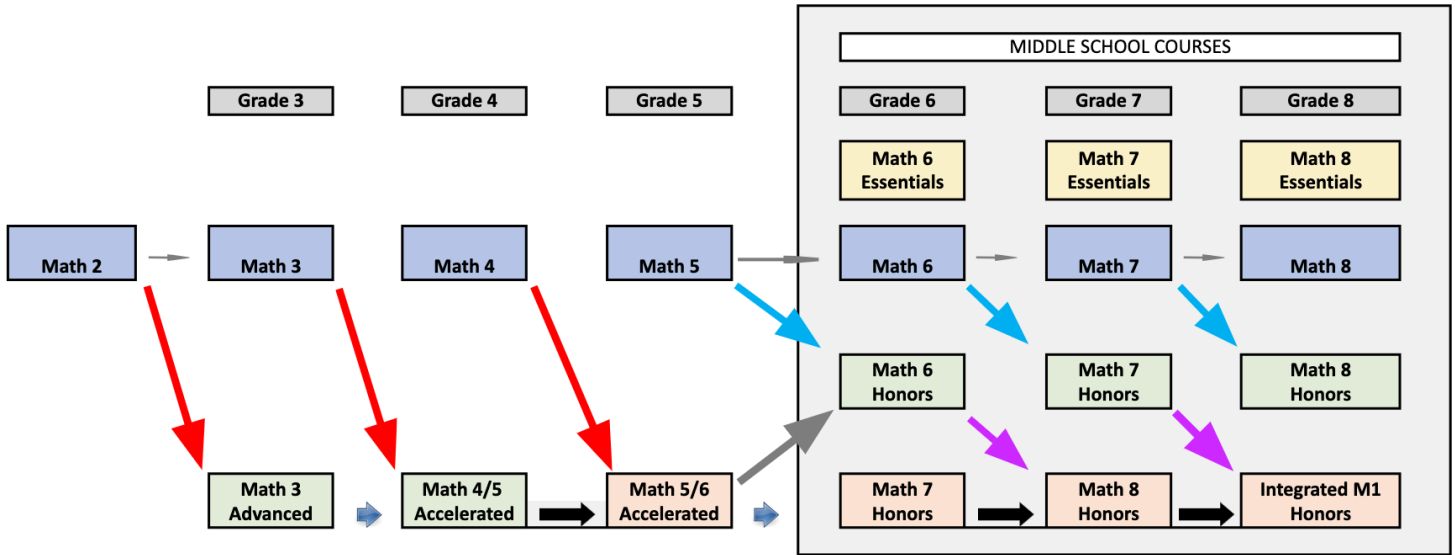 MIDDLE SCHOOL COURSES
Grade 3
Grade 4
Grade 5
Grade 6
Grade 7
Grade 8
Math 6
Essentials
Math 7
Essentials
Math 8
Essentials
Math 2
Math 3
Math 4
Math 5
Math 6
Math 7
Math 8
Math 6
Honors
Math 7
Honors
Math 8
Honors
Math 3
Advanced
Math 4/5
Accelerated
Math 5/6
Accelerated
Math 7
Honors
Math 8
Honors
Integrated M1
Honors